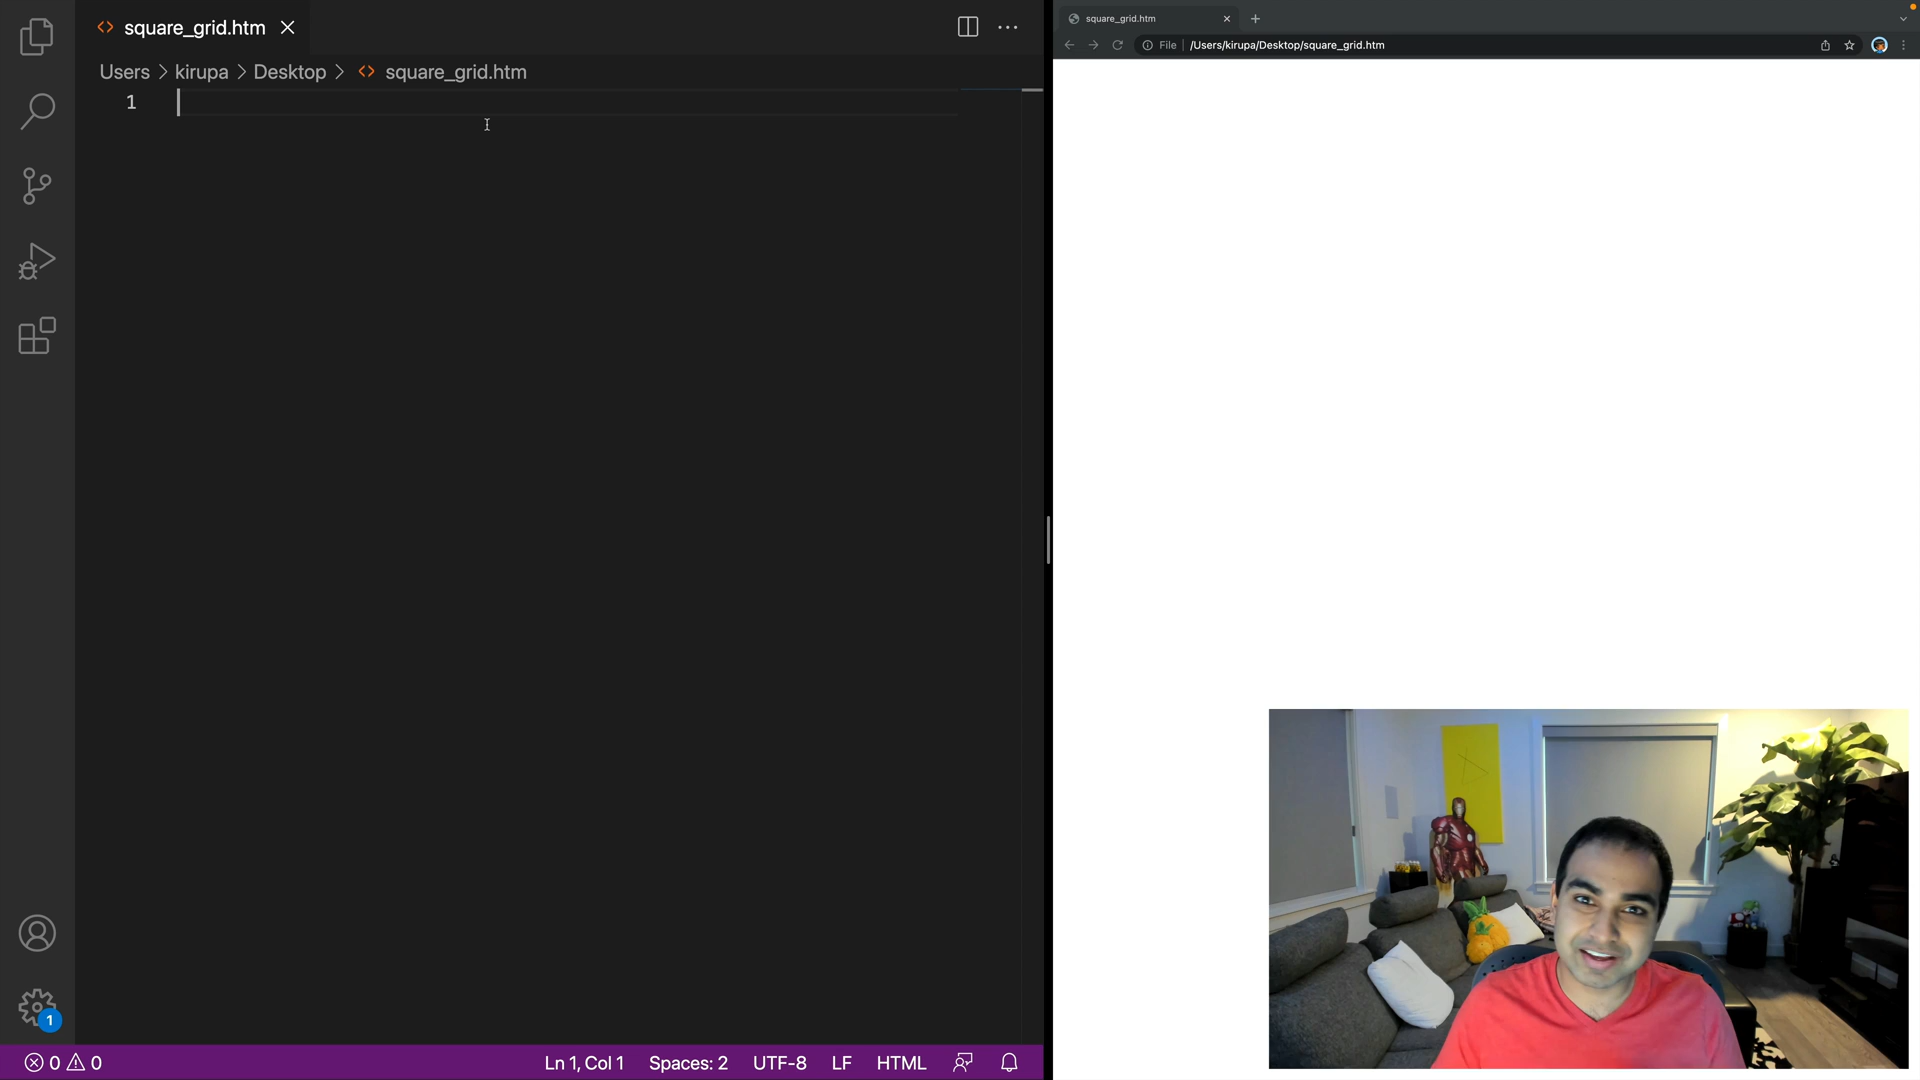 square_grid.htm
Users > kirupa > Desktop > square_grid.htm
1
1
0 0
Ln 1, Col 1 Spaces: 2 UTF-8 LF HTML
square_grid.htm
File /Users/kirupa/Desktop/square_grid.htm